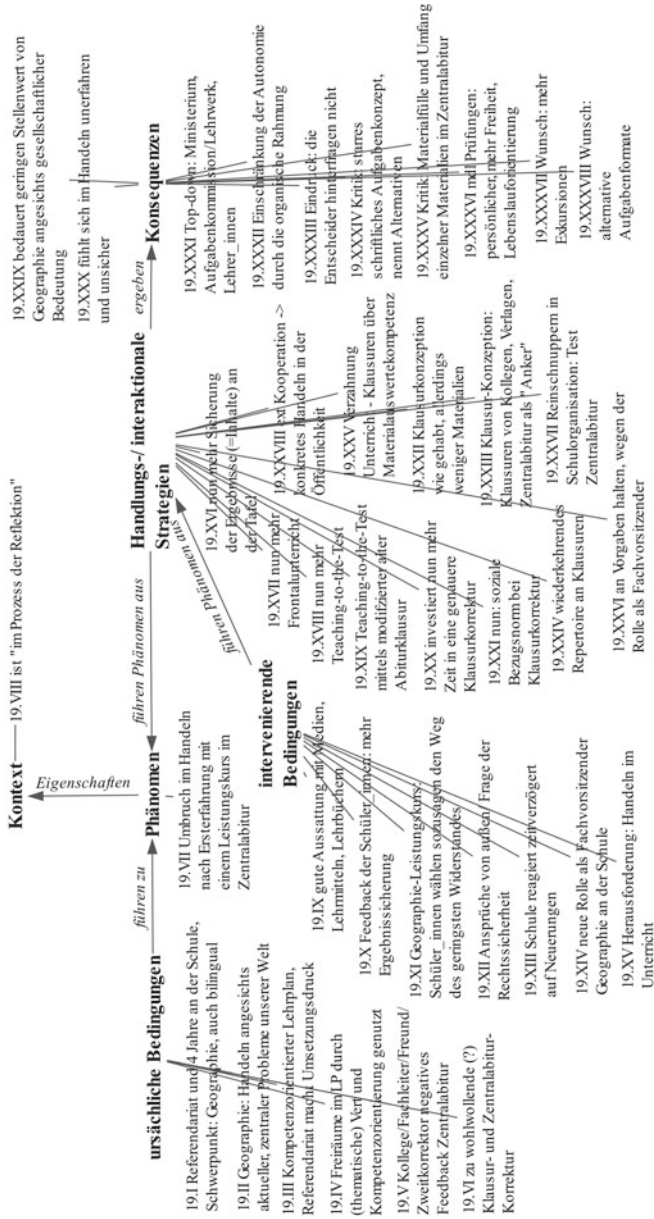 Kontext
19.VIII ist "im Prozess der Reflektion"
Eigenschaften
ursächliche Bedingungen
führen zu
Phänomen
führen Phänomen aus
Handlungs-/ interaktionale
Strategien
ergeben
Konsequenzen
19.I Referendariat und 4 Jahre an der Schule,
Schwerpunkt: Geographie, auch bilingual
19.II Geographie: Handeln angesichts
aktueller, zentraler Probleme unserer Welt
19.III Kompetenzorientierter Lehrplan,
Referendariat macht Umsetzungsdruck
19.IV Freiräume im LP durch
(thematische) Vert und
Kompetenzorientierung genutzt
19.V Kollege/Fachleiter/Freund/
Zweitkorrektor negatives
Feedback Zentralabitur
19.VI zu wohlwollende (?)
Klausur- und Zentralabitur-
Korrektur
19.VII Umbruch im Handeln
nach Ersterfahrung mit
einem Leistungskurs im
Zentralabitur
intervenierende
Bedingungen
führen Phänomen aus
19.IX gute Aussattung mit Medien,
Lehrmitteln, Lehrbüchern
19.X Feedback der Schüler_innen: mehr
Ergebnissicherung
19.XI Geographie-Leistungskurs:
Schüler_innen wählen sozusagen den Weg
des geringsten Widerstandes
19.XII Ansprüche von außen: Frage der
Rechtssicherheit
19.XIII Schule reagiert zeitverzögert
auf Neuerungen
19.XIV neue Rolle als Fachvorsitzender
Geographie an der Schule
19.XV Herausforderung: Handeln im
Unterricht
19.XVI nun mehr Sicherung
der Ergebnisse (=Inhalte) an
der Tafel
19.XVII nun mehr
Frontalunterricht
19.XVIII nun mehr
Teaching-to-the-Test
19.XIX Teaching-to-the-Test
mittels modifzierter alter
Abiturklausur
19.XX investiert nun mehr
Zeit in eine genauere
Klausurkorrektur
19.XXI nun: soziale
Bezugsnorm bei
Klausurkorrektur
19.XXIV wiederkehrendes
Repertoire an Klausuren
19.XXVI an Vorgaben halten, wegen der
Rolle als Fachvorsitzender
19.XXVIII ext Kooperation ->
konkretes Handeln in der
Öffentlichkeit
19.XXV Verzahnung
Unterricht - Klausuren über
Materialauswertekompetenz
19.XXII Klausurkonzeption
wie gehabt, allerdings
weniger Materialien
19.XXIII Klausur-Konzeption:
Klausuren von Kollegen, Verlagen,
Zentralabitur als "Anker"
19.XXVII Reinschnuppern in
Schulorganisation: Test
Zentralabitur
19.XXIX bedauert geringen Stellenwert von
Geographie angesichts gesellschaftlicher
Bedeutung
19.XXX fühlt sich im Handeln unerfahren
und unsicher
19.XXXI Top-down: Ministerium,
Aufgabenkommission/Lehrwerk,
Lehrer_innen
19.XXXII Einschränkung der Autonomie
durch die organische Rahmung
19.XXXIII Eindruck: die
Entscheider hinterfragen nicht
19.XXXIV Kritik: starres
schriftliches Aufgabenkonzept,
nennt Alternativen
19.XXXV Kritik: Materialfülle und Umfang
einzelner Materialien im Zentralabitur
19.XXXVI mdl Prüfungen:
persönlicher, mehr Freiheit,
Lebenslauforientierung
19.XXXVII Wunsch: mehr
Exkursionen
19.XXXVIII Wunsch:
alternative
Aufgabenformate